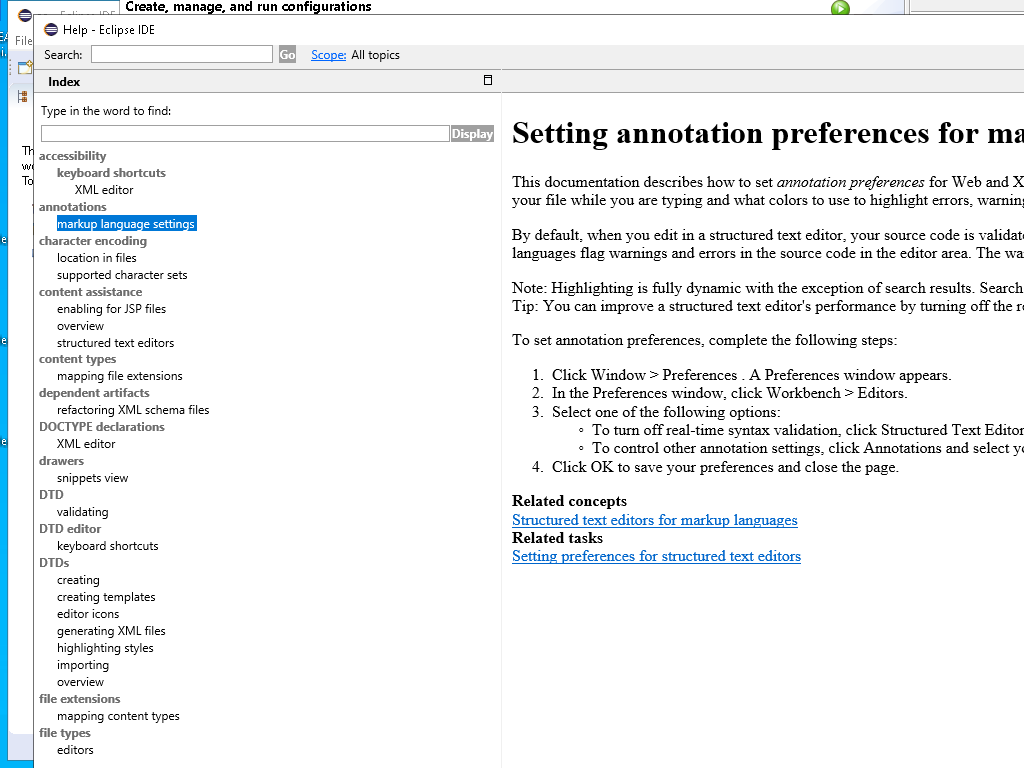 Create, manage, and run configurations
Help - Eclipse IDE
File
Search:
Go
Scope: All topics
Index
Type in the word to find:
Display
accessibility
keyboard shortcuts
XML editor
annotations
markup language settings
character encoding
location in files
supported character sets
content assistance
enabling for JSP files
overview
structured text editors
content types
mapping file extensions
dependent artifacts
refactoring XML schema files
DOCTYPE declarations
XML editor
drawers
snippets view
DTD
validating
DTD editor
keyboard shortcuts
DTDs
creating
creating templates
editor icons
generating XML files
highlighting styles
importing
overview
file extensions
mapping content types
file types
editors
Setting annotation preferences for ma
This documentation describes how to set annotation preferences for Web and X
your file while you are typing and what colors to use to highlight errors, warning
By default, when you edit in a structured text editor, your source code is validate
languages flag warnings and errors in the source code in the editor area. The wa
Note: Highlighting is fully dynamic with the exception of search results. Search
Tip: You can improve a structured text editor's performance by turning off the re
To set annotation preferences, complete the following steps:
1. Click Window > Preferences . A Preferences window appears.
2. In the Preferences window, click Workbench > Editors.
3. Select one of the following options:
◦ To turn off real-time syntax validation, click Structured Text Editor
◦ To control other annotation settings, click Annotations and select yo
4. Click OK to save your preferences and close the page.
Related concepts
Structured text editors for markup languages
Related tasks
Setting preferences for structured text editors